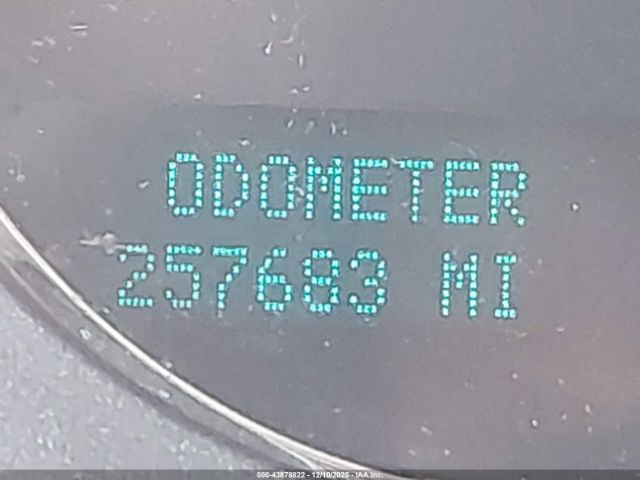 ODOMETER
257683 MI
000-43878822 - 12/10/2025 - IAA Inc.